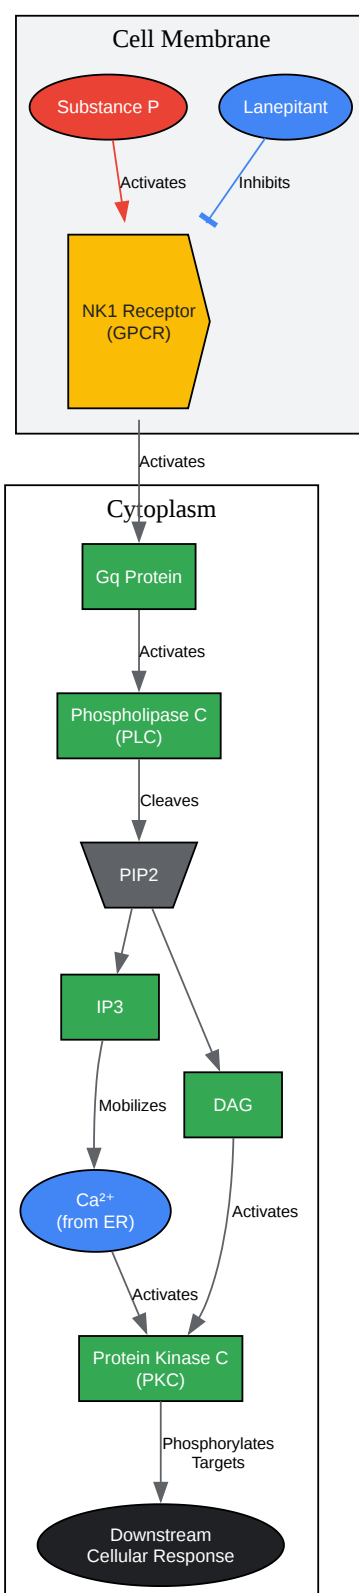 Cell Membrane
Substance P
Lanepitant
Activates
Inhibits
NK1 Receptor
(GPCR)
Activates
Cytoplasm
Gq Protein
Activates
Phospholipase C
(PLC)
Cleaves
PIP2
IP3
DAG
Mobilizes
Ca²⁺
(from ER)
Activates
Activates
Protein Kinase C
(PKC)
Phosphorylates
Targets
Downstream
Cellular Response